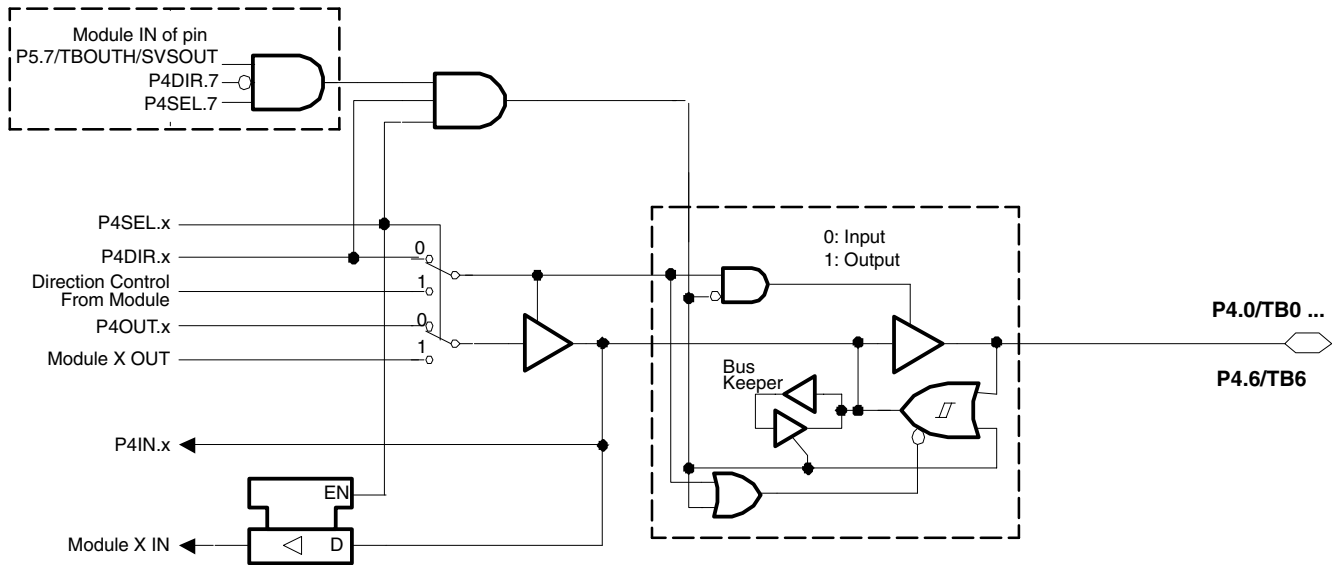 Module IN of pin
P5.7/TBOUTH/SVSOUT
P4DIR.7
P4SEL.7
P4SEL.x
P4DIR.x
0
Direction Control
From Module
1
P4OUT.x
0
Module X OUT
1
P4IN.x
EN
Module X IN
D
0: Input
1: Output
Bus
Keeper
P4.0/TB0 ...
P4.6/TB6